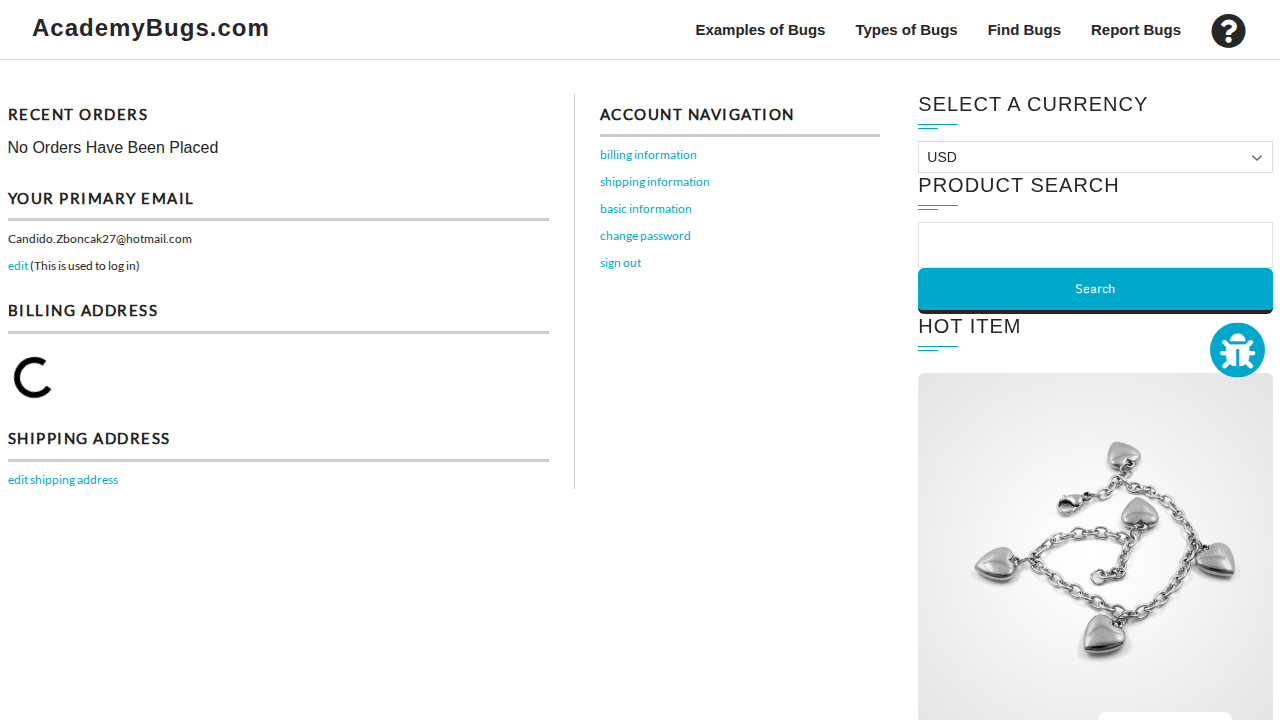 AcademyBugs.com
Examples of Bugs
Types of Bugs
Find Bugs
Report Bugs
RECENT ORDERS
No Orders Have Been Placed
YOUR PRIMARY EMAIL
Candido.Zboncak27@hotmail.com
edit (This is used to log in)
BILLING ADDRESS
SHIPPING ADDRESS
edit shipping address
ACCOUNT NAVIGATION
billing information
shipping information
basic information
change password
sign out
SELECT A CURRENCY
USD
PRODUCT SEARCH
Search
HOT ITEM